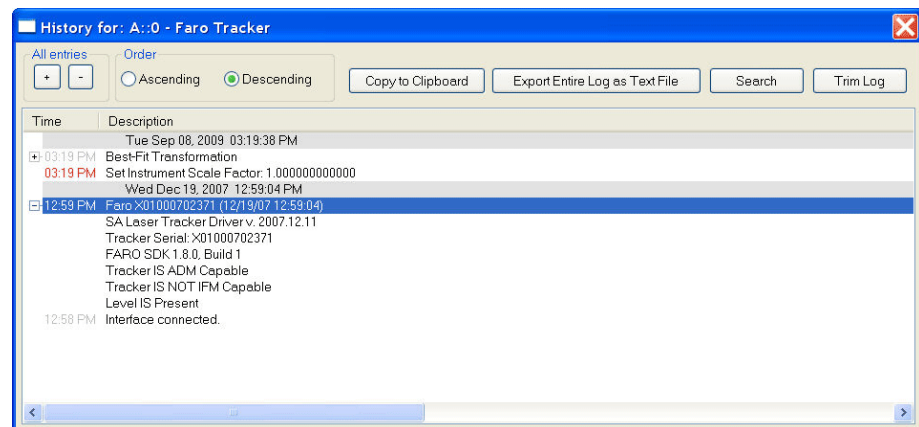 History for: A::0 - Faro Tracker
All entries
Order
+ -
Ascending Descending
Copy to Clipboard
Export Entire Log as Text File
Search
Trim Log
Time Description
Tue Sep 08, 2009 03:19:38 PM
03:19 PM Best-Fit Transformation
03:19 PM Set Instrument Scale Factor: 1.000000000000
Wed Dec 19, 2007 12:59:04 PM
12:59 PM Faro X01000702371 (12/19/07 12:59:04)
SA Laser Tracker Driver v. 2007.12.11
Tracker Serial: X01000702371
FARO SDK 1.8.0, Build 1
Tracker IS ADM Capable
Tracker IS NOT IFM Capable
Level IS Present
12:58 PM Interface connected.